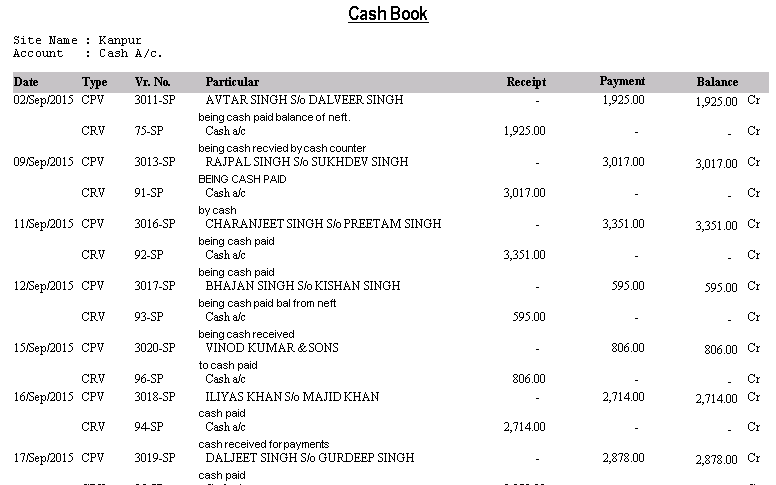 Cash Book
Site Name : Kanpur
Account : Cash A/c.
Date Type Vr. No. Particular Receipt Payment Balance
02/Sep/2015 CPV 3011-SP AVTAR SINGH S/o DALVEER SINGH - 1,925.00 1,925.00 Cr
being cash paid balance of neft.
CRV 75-SP Cash a/c 1,925.00 - - Cr
being cash recvied by cash counter
09/Sep/2015 CPV 3013-SP RAJPAL SINGH S/o SUKHDEV SINGH - 3,017.00 3,017.00 Cr
BEING CASH PAID
CRV 91-SP Cash a/c 3,017.00 - - Cr
by cash
11/Sep/2015 CPV 3016-SP CHARANJEET SINGH S/o PREETAM SINGH - 3,351.00 3,351.00 Cr
being cash paid
CRV 92-SP Cash a/c 3,351.00 - - Cr
being cash paid
12/Sep/2015 CPV 3017-SP BHAJAN SINGH S/o KISHAN SINGH - 595.00 595.00 Cr
being cash paid bal from neft
CRV 93-SP Cash a/c 595.00 - - Cr
being cash received
15/Sep/2015 CPV 3020-SP VINOD KUMAR & SONS - 806.00 806.00 Cr
to cash paid
CRV 96-SP Cash a/c 806.00 - - Cr
16/Sep/2015 CPV 3018-SP ILIYAS KHAN S/o MAJID KHAN - 2,714.00 2,714.00 Cr
cash paid
CRV 94-SP Cash a/c 2,714.00 - - Cr
cash received for payments
17/Sep/2015 CPV 3019-SP DALJEET SINGH S/o GURDEEP SINGH - 2,878.00 2,878.00 Cr
cash paid